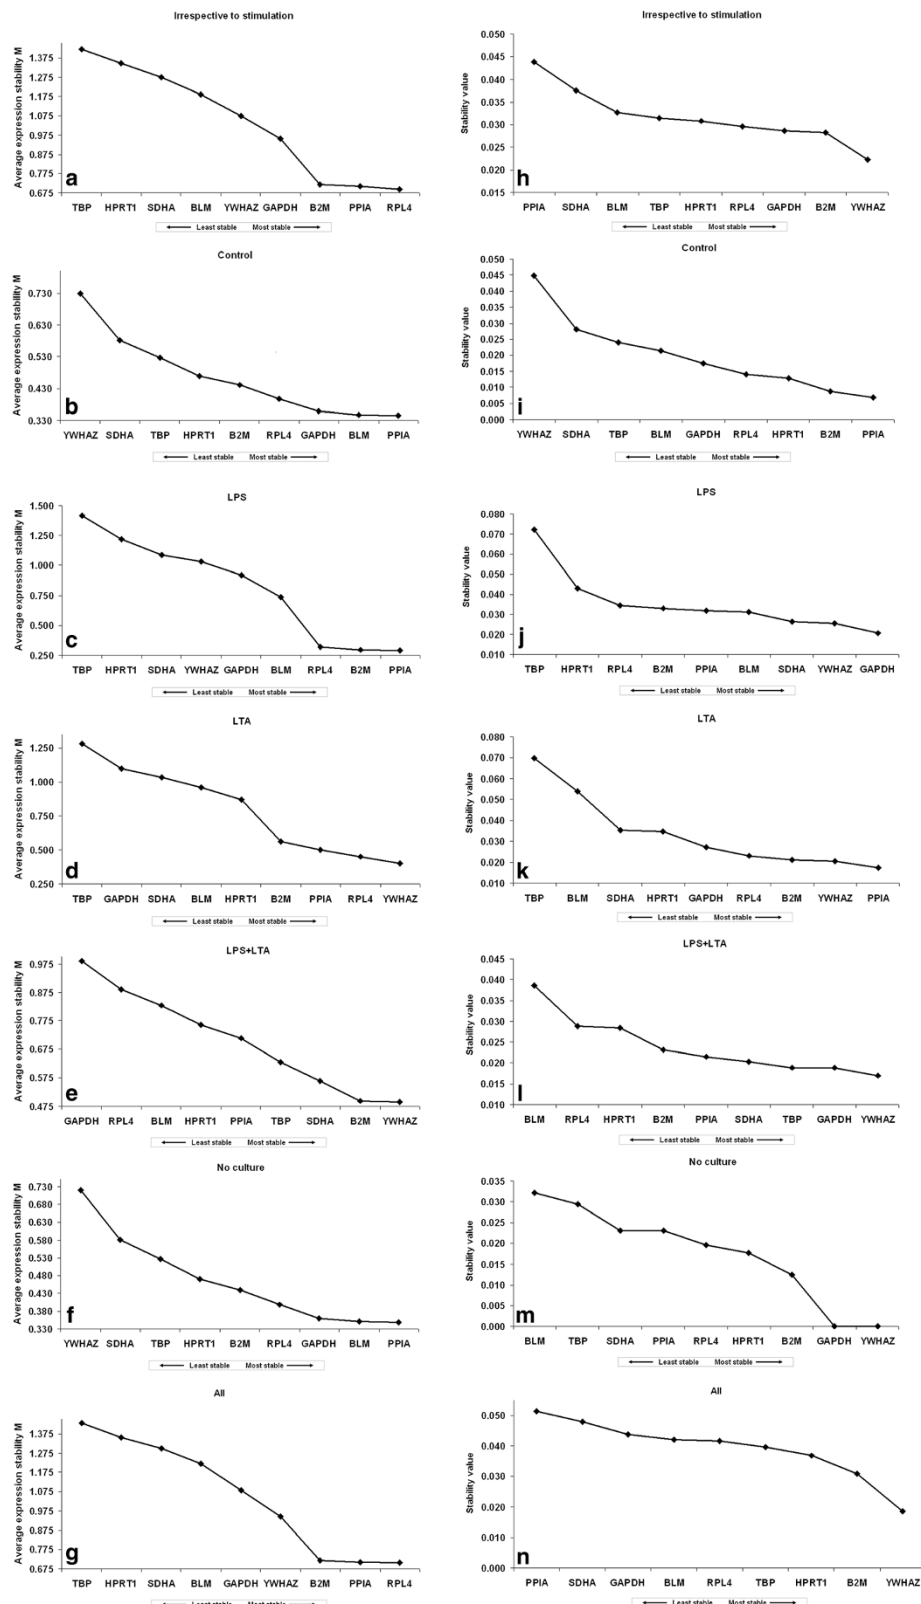 Irrespective to stimulation
Average expression stability M
1.375
1.275
1.175
1.075
0.975
0.875
0.775
0.675
a
TBP HPRT1 SDHA BLM YWHAZ GAPDH B2M PPIA RPL4
Least stable Most stable
Control
Average expression stability M
0.730
0.630
0.530
0.430
0.330
b
YWHAZ SDHA TBP HPRT1 B2M RPL4 GAPDH BLM PPIA
Least stable Most stable
LPS
Average expression stability M
1.500
1.250
1.000
0.750
0.500
0.250
c
TBP HPRT1 SDHA YWHAZ GAPDH BLM RPL4 B2M PPIA
Least stable Most stable
LTA
Average expression stability M
1.250
1.000
0.750
0.500
0.250
d
TBP GAPDH SDHA BLM HPRT1 B2M PPIA RPL4 YWHAZ
Least stable Most stable
LPS+LTA
Average expression stability M
0.975
0.875
0.775
0.675
0.575
0.475
e
GAPDH RPL4 BLM HPRT1 PPIA TBP SDHA B2M YWHAZ
Least stable Most stable
No culture
Average expression stability M
0.730
0.680
0.630
0.580
0.530
0.480
0.430
0.380
0.330
f
YWHAZ SDHA TBP HPRT1 B2M RPL4 GAPDH BLM PPIA
Least stable Most stable
All
Average expression stability M
1.375
1.275
1.175
1.075
0.975
0.875
0.775
0.675
g
TBP HPRT1 SDHA BLM GAPDH YWHAZ B2M PPIA RPL4
Least stable Most stable
Irrespective to stimulation
Stability value
0.050
0.045
0.040
0.035
0.030
0.025
0.020
0.015
h
PPIA SDHA BLM TBP HPRT1 RPL4 GAPDH B2M YWHAZ
Least stable Most stable
Control
Stability value
0.050
0.045
0.040
0.035
0.030
0.025
0.020
0.015
0.010
0.005
0.000
i
YWHAZ SDHA TBP BLM GAPDH RPL4 HPRT1 B2M PPIA
Least stable Most stable
LPS
Stability value
0.080
0.070
0.060
0.050
0.040
0.030
0.020
0.010
j
TBP HPRT1 RPL4 B2M PPIA BLM SDHA YWHAZ GAPDH
Least stable Most stable
LTA
Stability value
0.080
0.070
0.060
0.050
0.040
0.030
0.020
0.010
k
TBP BLM SDHA HPRT1 GAPDH RPL4 B2M YWHAZ PPIA
Least stable Most stable
LPS+LTA
Stability value
0.045
0.040
0.035
0.030
0.025
0.020
0.015
0.010
l
BLM RPL4 HPRT1 B2M PPIA SDHA TBP GAPDH YWHAZ
Least stable Most stable
No culture
Stability value
0.035
0.030
0.025
0.020
0.015
0.010
0.005
0.000
m
BLM TBP SDHA PPIA RPL4 HPRT1 B2M GAPDH YWHAZ
Least stable Most stable
All
Stability value
0.050
0.040
0.030
0.020
0.010
0.000
n
PPIA SDHA GAPDH BLM RPL4 TBP HPRT1 B2M YWHAZ
Least stable Most stable